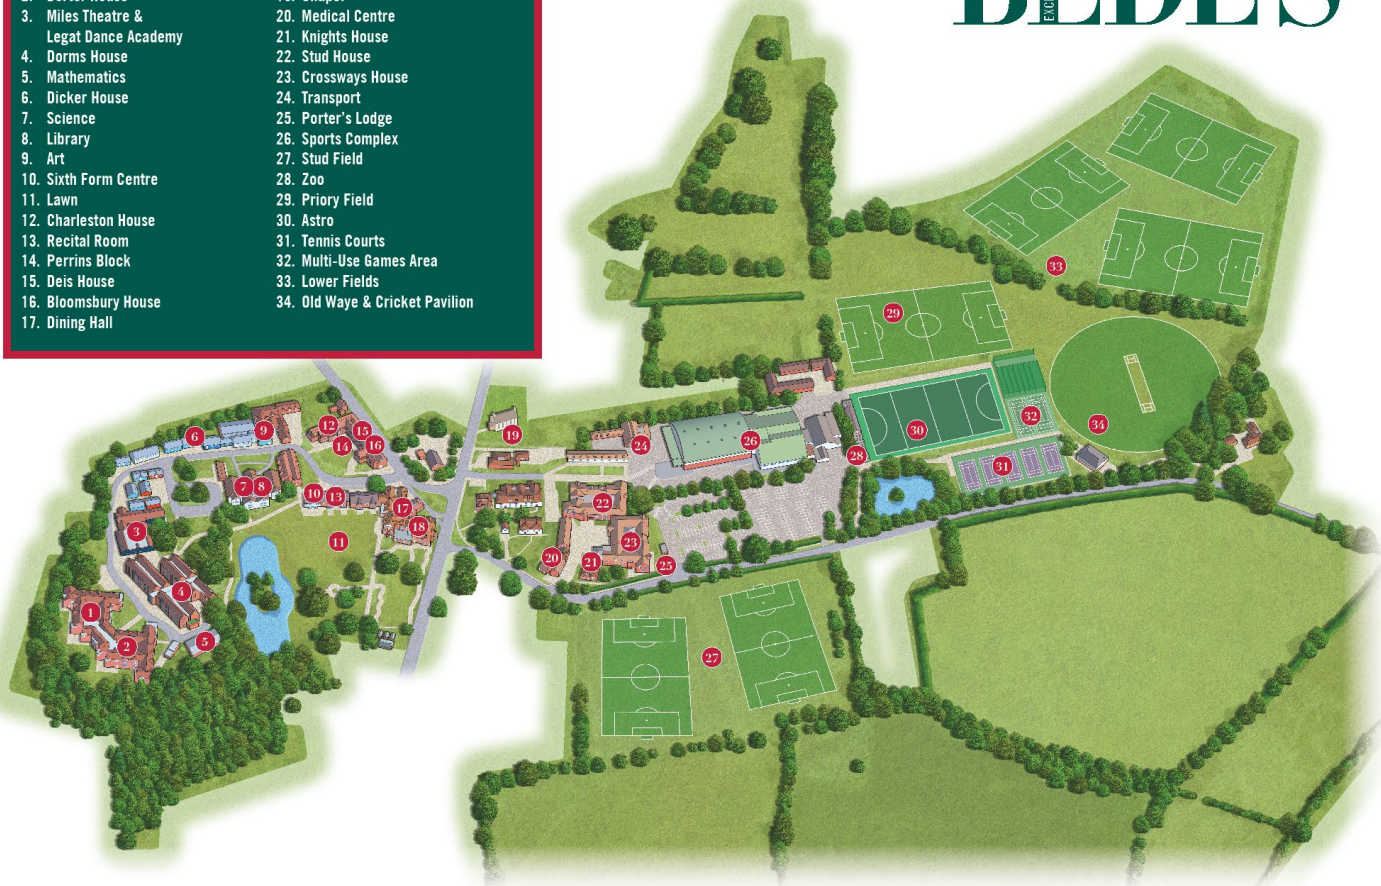 3. Miles Theatre &
Legat Dance Academy
4. Dorms House
5. Mathematics
6. Dicker House
7. Science
8. Library
9. Art
10. Sixth Form Centre
11. Lawn
12. Charleston House
13. Recital Room
14. Perrins Block
15. Deis House
16. Bloomsbury House
17. Dining Hall
20. Medical Centre
21. Knights House
22. Stud House
23. Crossways House
24. Transport
25. Porter's Lodge
26. Sports Complex
27. Stud Field
28. Zoo
29. Priory Field
30. Astro
31. Tennis Courts
32. Multi-Use Games Area
33. Lower Fields
34. Old Waye & Cricket Pavilion
BEDE'S
EXC
33
29
32
34
30
6
9
12
15
14
16
19
24
26
28
31
7
8
10
13
17
18
22
3
11
23
20
21
25
4
1
2
5
27